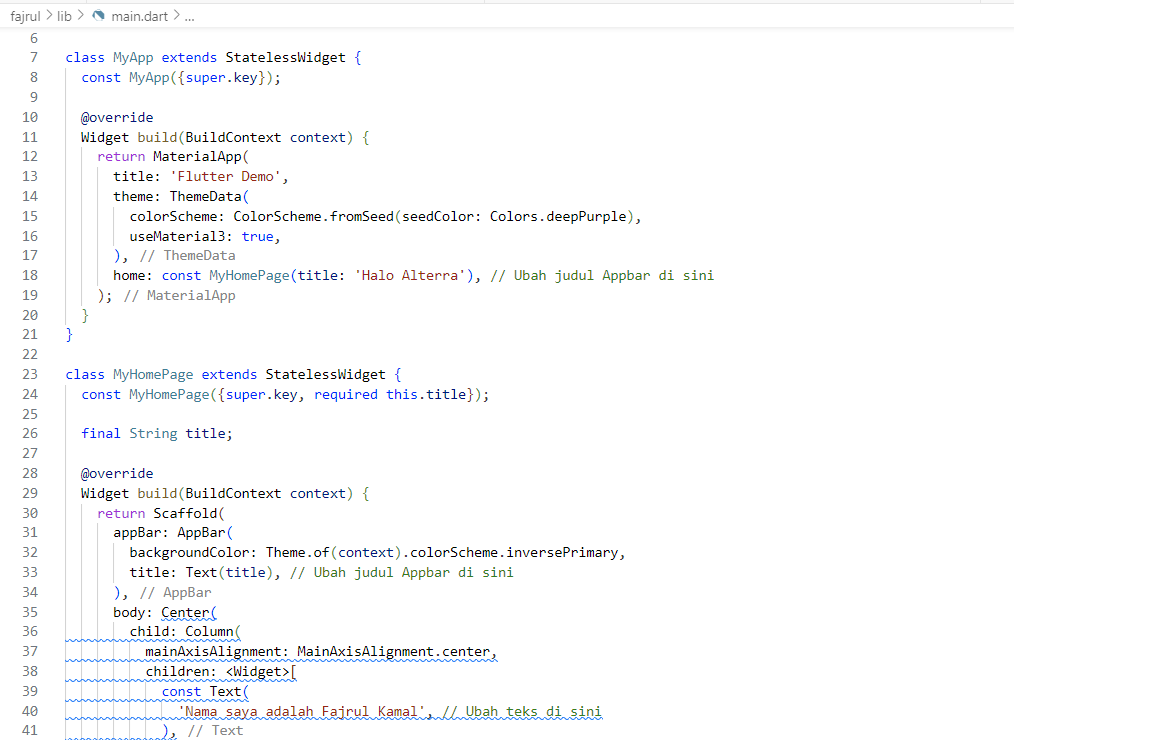 fajrul > lib > main.dart > ...
6
7 class MyApp extends StatelessWidget {
8 const MyApp({super.key});
9
10 @override
11 Widget build(BuildContext context) {
12 return MaterialApp(
13 title: 'Flutter Demo',
14 theme: ThemeData(
15 colorScheme: ColorScheme.fromSeed(seedColor: Colors.deepPurple),
16 useMaterial3: true,
17 ), // ThemeData
18 home: const MyHomePage(title: 'Halo Alterra'), // Ubah judul Appbar di sini
19 ); // MaterialApp
20 }
21 }
22
23 class MyHomePage extends StatelessWidget {
24 const MyHomePage({super.key, required this.title});
25
26 final String title;
27
28 @override
29 Widget build(BuildContext context) {
30 return Scaffold(
31 appBar: AppBar(
32 backgroundColor: Theme.of(context).colorScheme.inversePrimary,
33 title: Text(title), // Ubah judul Appbar di sini
34 ), // AppBar
35 body: Center(
36 child: Column(
37 mainAxisAlignment: MainAxisAlignment.center,
38 children: <Widget>[
39 const Text(
40 'Nama saya adalah Fajrul Kamal', // Ubah teks di sini
41 ), // Text